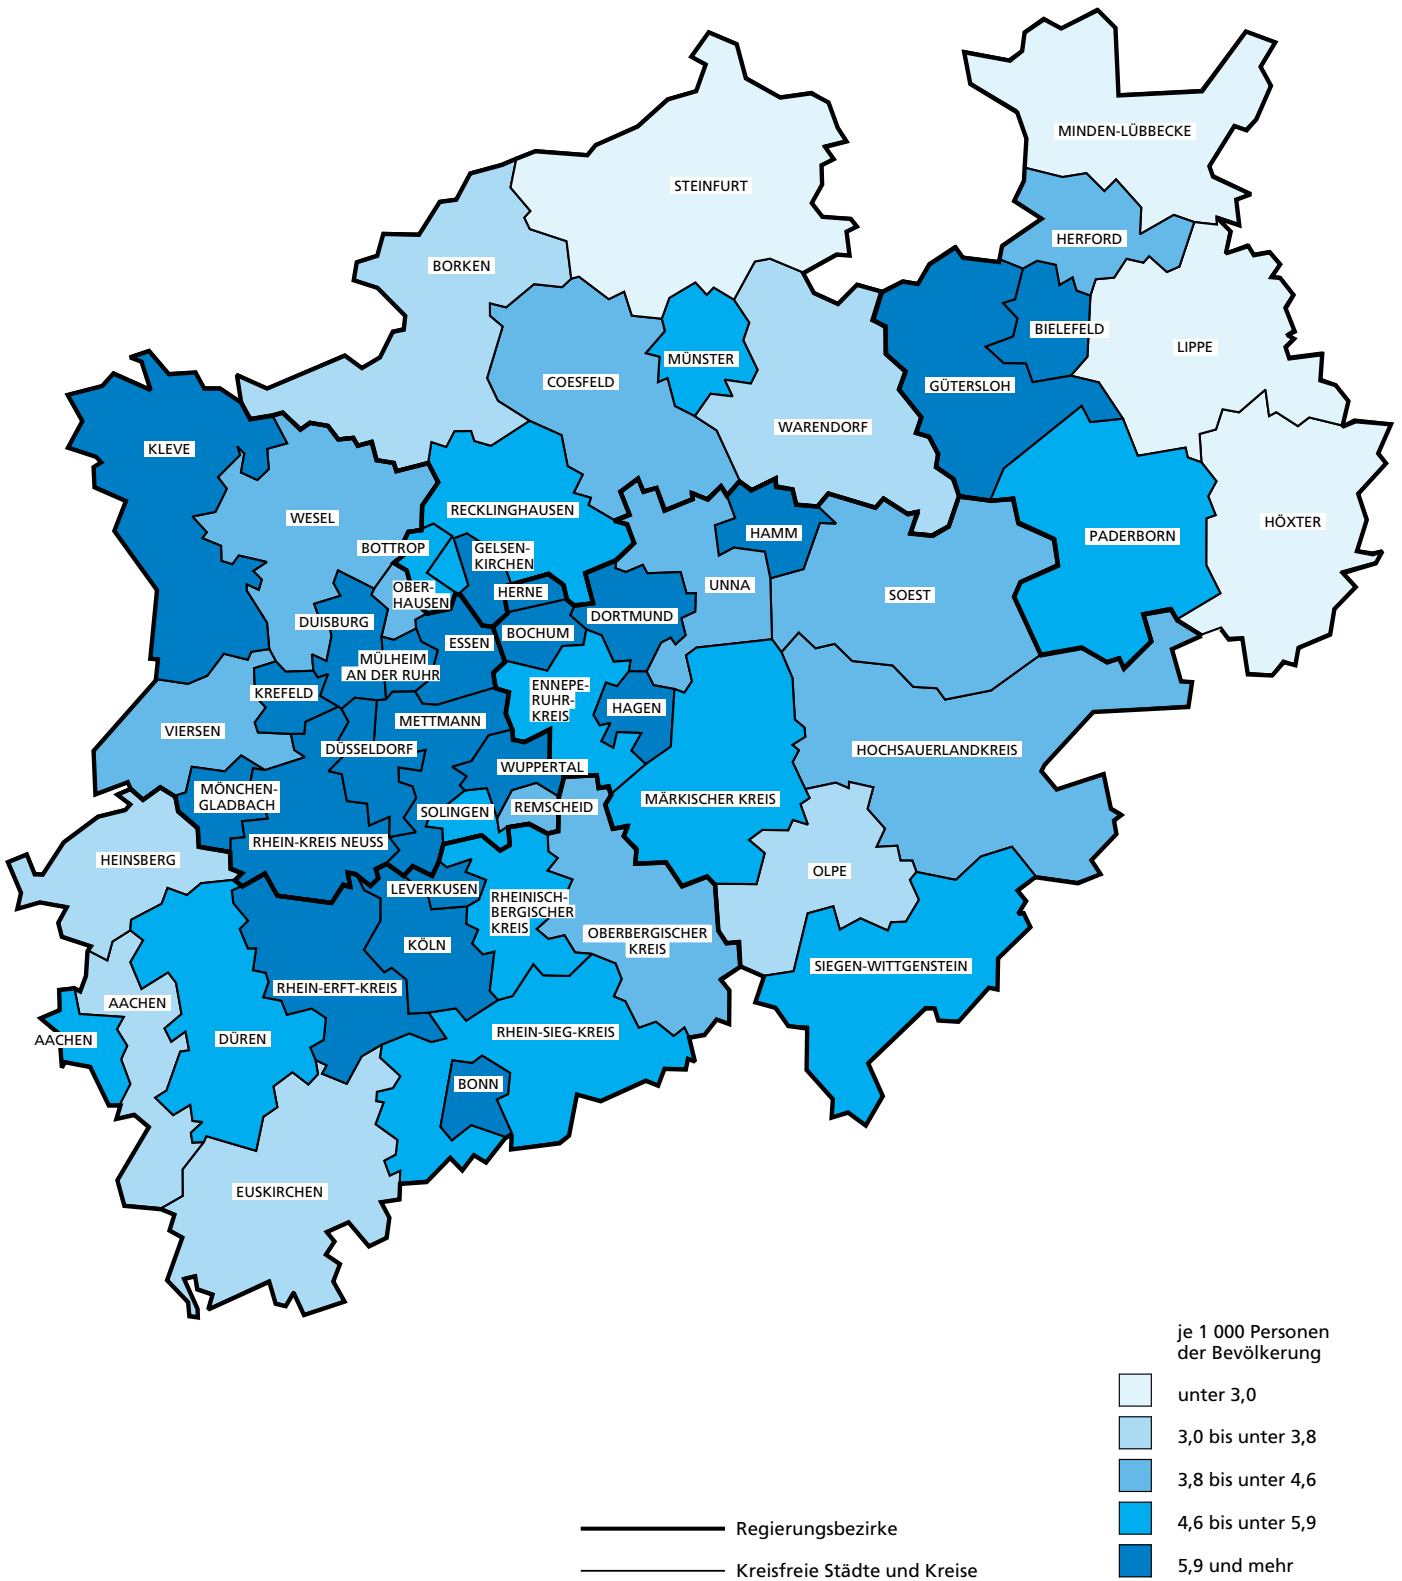 MINDEN-LÜBBECKE
STEINFURT
HERFORD
BORKEN
BIELEFELD
LIPPE
MÜNSTER
COESFELD
GÜTERSLOH
WARENDORF
KLEVE
RECKLINGHAUSEN
WESEL
HÖXTER
HAMM
PADERBORN
BOTTROP
GELSEN-
KIRCHEN
UNNA
OBER-
HAUSEN
HERNE
SOEST
DORTMUND
DUISBURG
BOCHUM
ESSEN
MÜLHEIM
AN DER RUHR
KREFELD
ENNEPE-
RUHR-
KREIS
HAGEN
METTMANN
VIERSEN
DÜSSELDORF
HOCHSAUERLANDKREIS
WUPPERTAL
MÖNCHEN-
GLADBACH
MÄRKISCHER KREIS
REMSCHEID
SOLINGEN
RHEIN-KREIS NEUSS
HEINSBERG
OLPE
LEVERKUSEN
RHEINISCH-
BERGISCHER
KREIS
OBERBERGISCHER
KREIS
KÖLN
SIEGEN-WITTGENSTEIN
RHEIN-ERFT-KREIS
AACHEN
RHEIN-SIEG-KREIS
AACHEN
DÜREN
BONN
EUSKIRCHEN
je 1 000 Personen
der Bevölkerung
unter 3,0
3,0 bis unter 3,8
3,8 bis unter 4,6
4,6 bis unter 5,9
5,9 und mehr
Regierungsbezirke
Kreisfreie Städte und Kreise